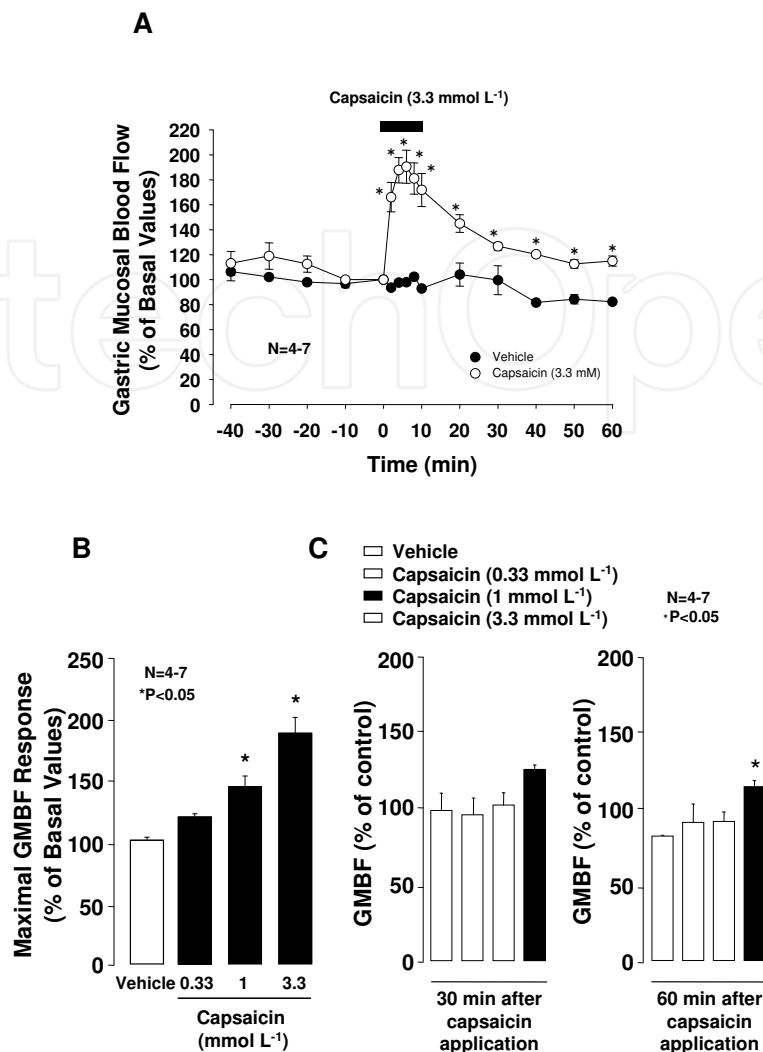 A
Capsaicin (3.3 mmol L-1)
Gastric Mucosal Blood Flow
(% of Basal Values)
220
200
180
160
140
120
100
80
60
40
20
0
* * * * * * * * * * *
N=4-7
Vehicle
Capsaicin (3.3 mM)
-40 -30 -20 -10 0 10 20 30 40 50 60
Time (min)
techOpe
B
Maximal GMBF Response
(% of Basal Values)
250
200
150
100
50
0
N=4-7
*P<0.05
* *
Vehicle 0.33 1 3.3
Capsaicin
(mmol L-1)
C
Vehicle
Capsaicin (0.33 mmol L-1)
Capsaicin (1 mmol L-1)
Capsaicin (3.3 mmol L-1)
N=4-7
*P<0.05
GMBF (% of control)
200
150
100
50
0
30 min after
capsaicin
application
GMBF (% of control)
200
150
100
50
0
*
60 min after
capsaicin
application